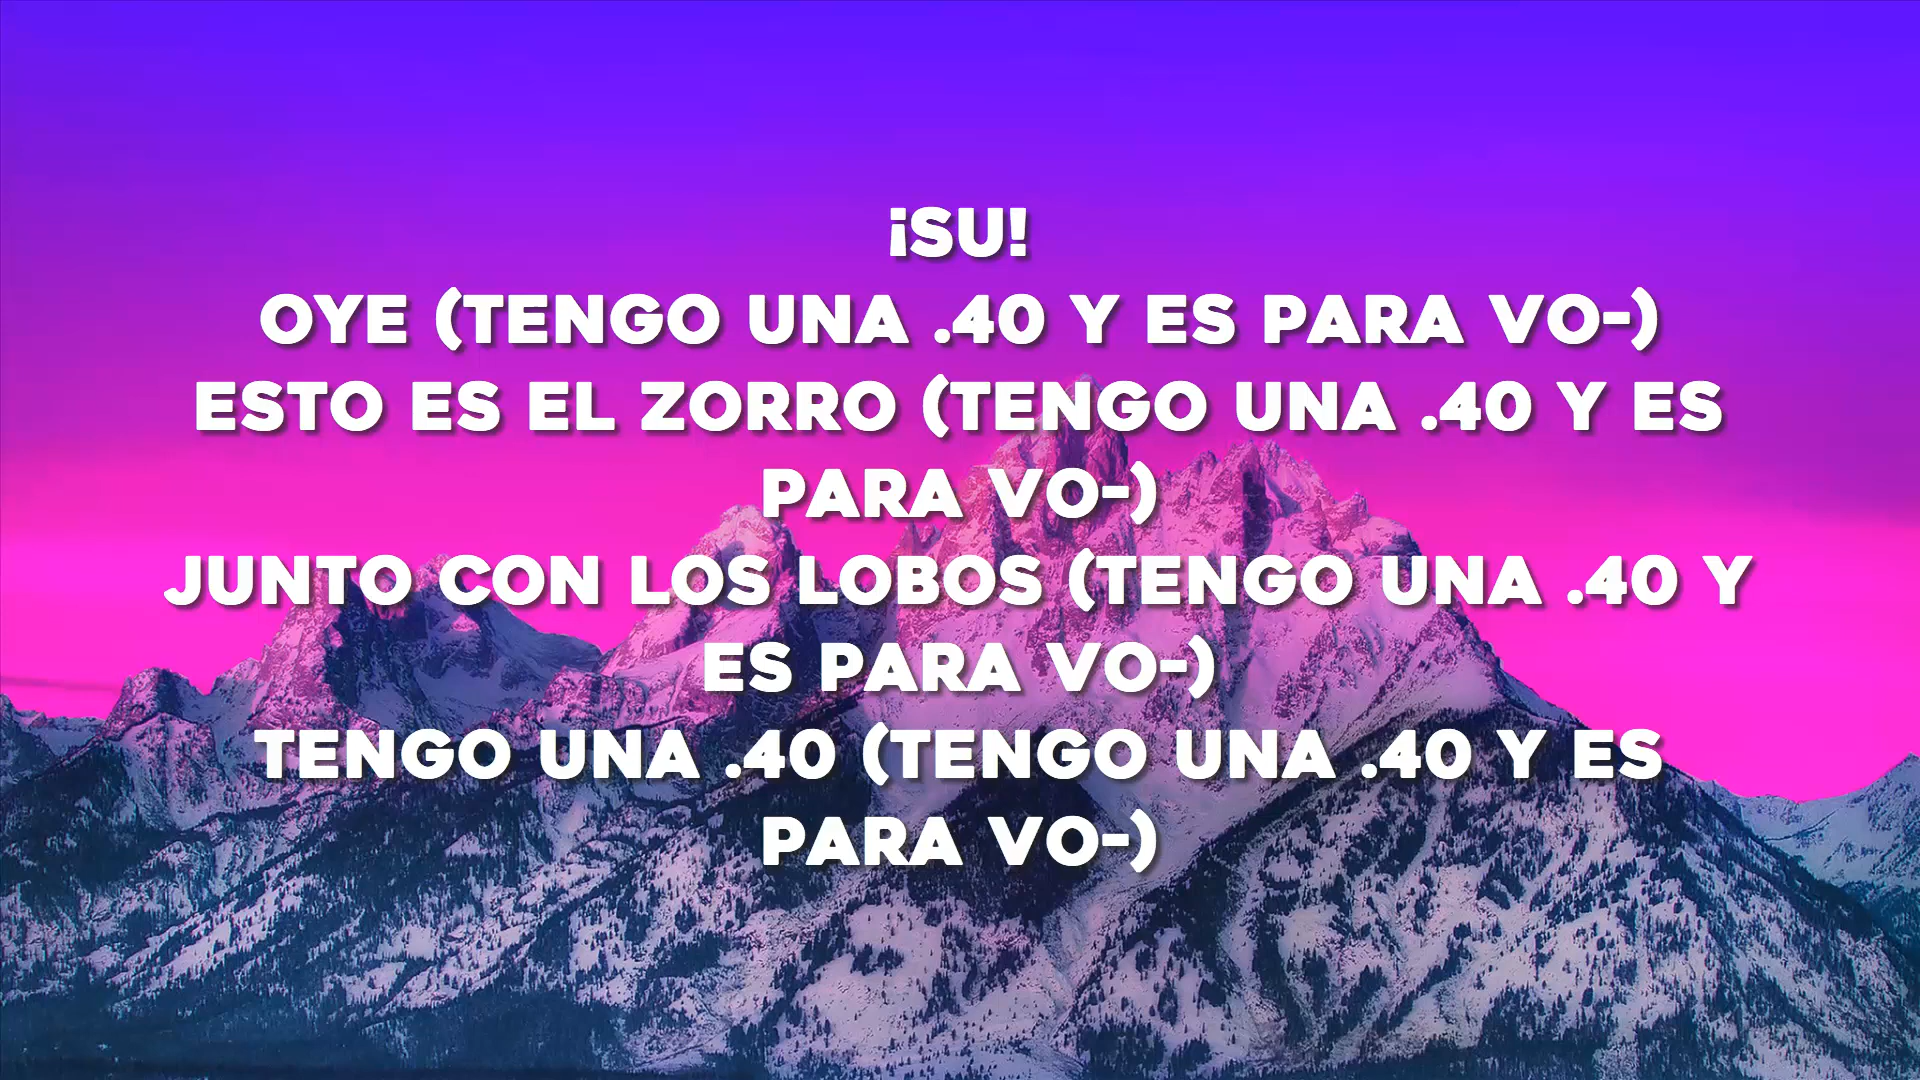 ¡SU!
OYE (TENGO UNA .40 Y ES PARA VO-)
ESTO ES EL ZORRO (TENGO UNA .40 Y ES
PARA VO-)
JUNTO CON LOS LOBOS (TENGO UNA .40 Y
ES PARA VO-)
TENGO UNA .40 (TENGO UNA .40 Y ES
PARA VO-)